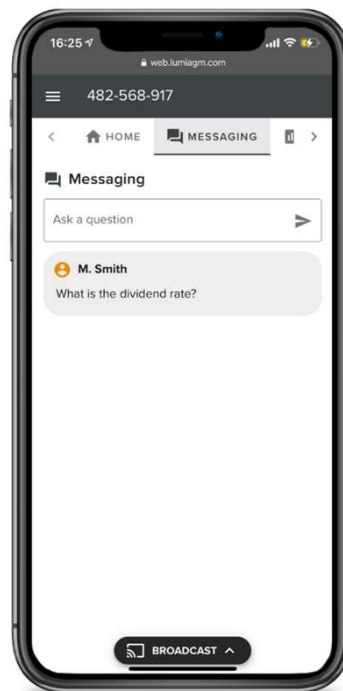 16:25
web.lumiagm.com
482-568-917
HOME
MESSAGING
Messaging
Ask a question
M. Smith
What is the dividend rate?
BROADCAST